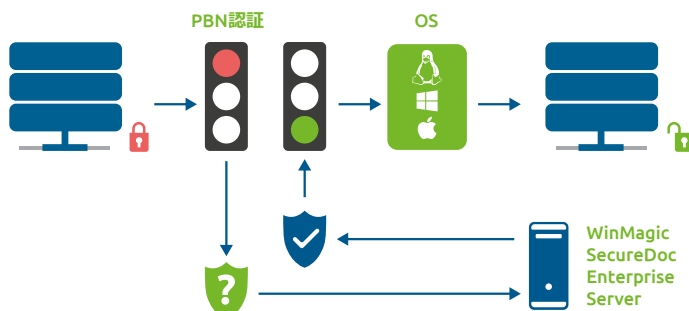 PBN認証
OS
?
WinMagic
SecureDoc
Enterprise
Server